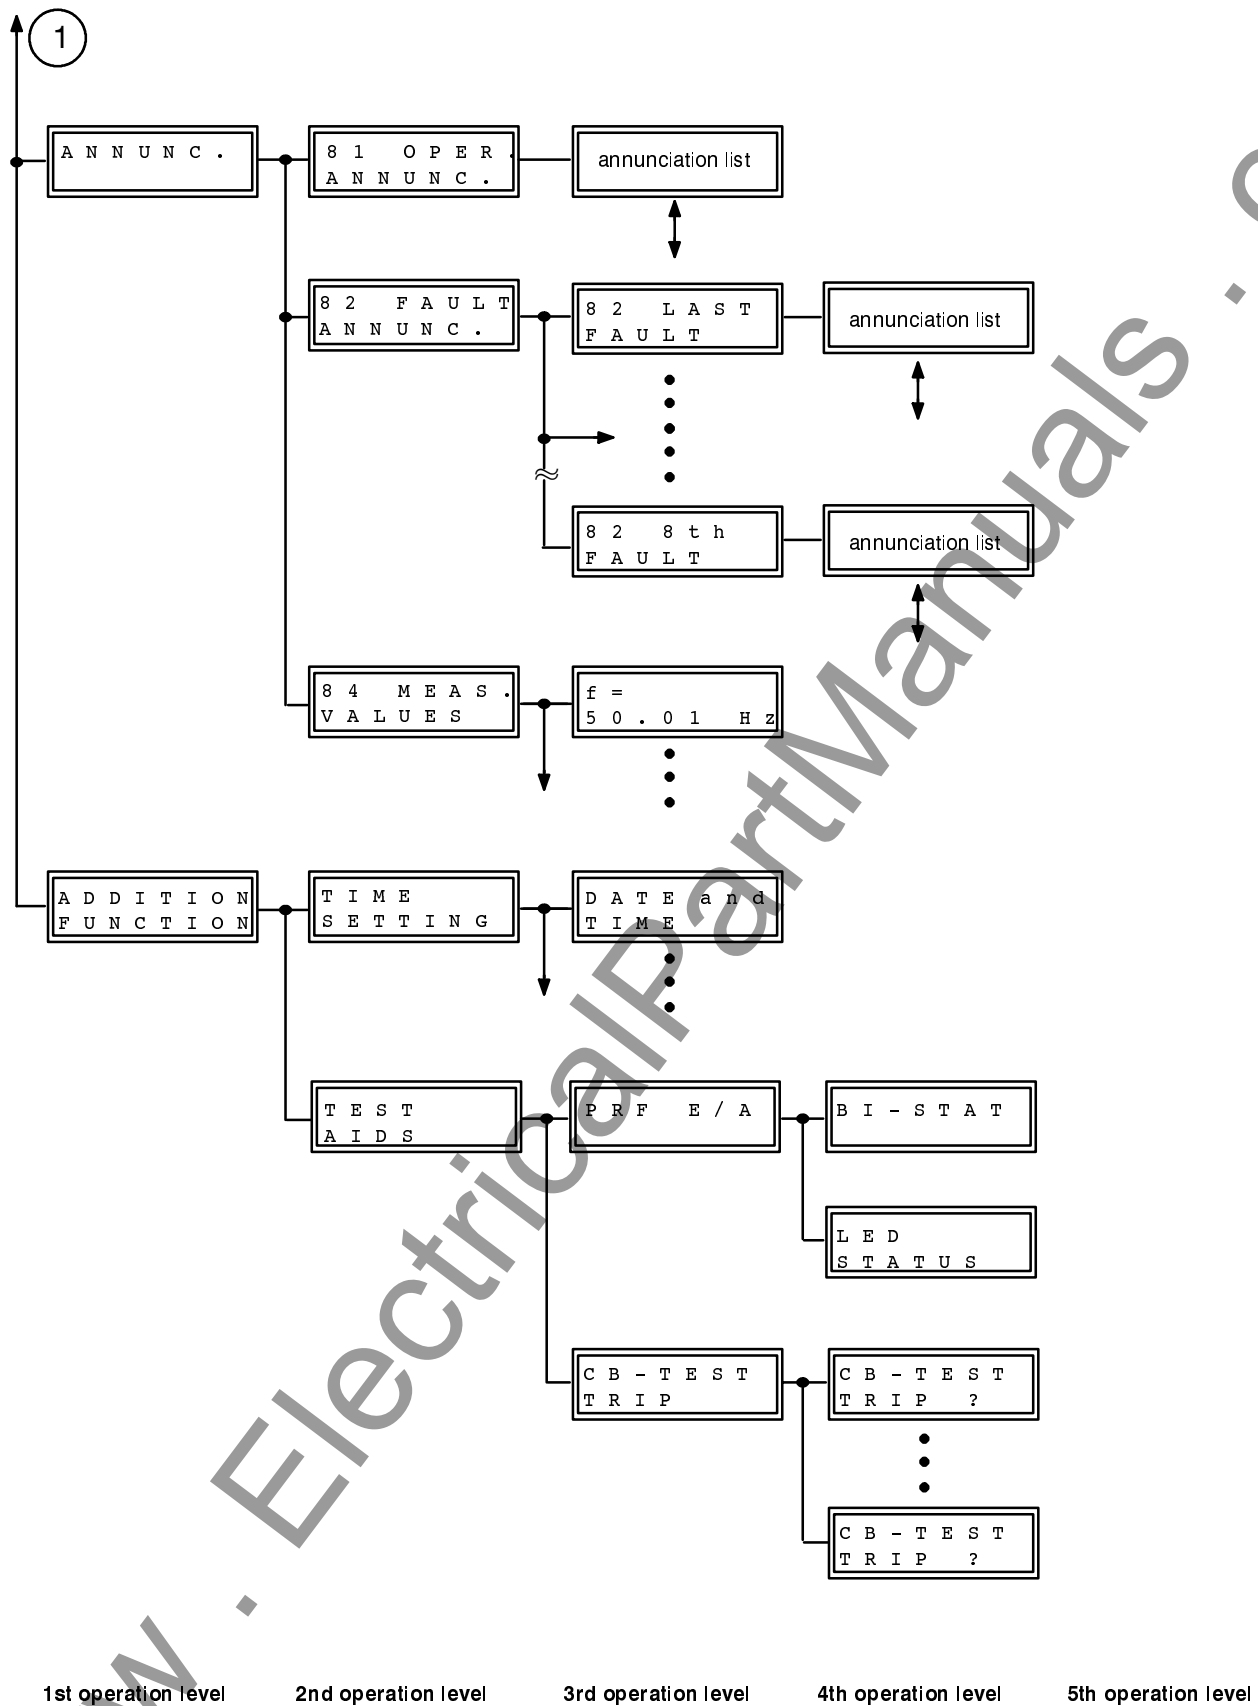 1
ANNUNC.
81 OPER.
ANNUNC.
annunciation list
82 FAULT
ANNUNC.
82 LAST
FAULT
annunciation list
82 8th
FAULT
annunciation list
84 MEAS.
VALUES
f =
50.01 Hz
ADDITION
FUNCTION
TIME
SETTING
DATE and
TIME
TEST
AIDS
PRF E/A
BI-STAT
LED
STATUS
CB-TEST
TRIP
CB-TEST
TRIP ?
CB-TEST
TRIP ?
1st operation level
2nd operation level
3rd operation level
4th operation level
5th operation level
w . ElectricalPartManuals .